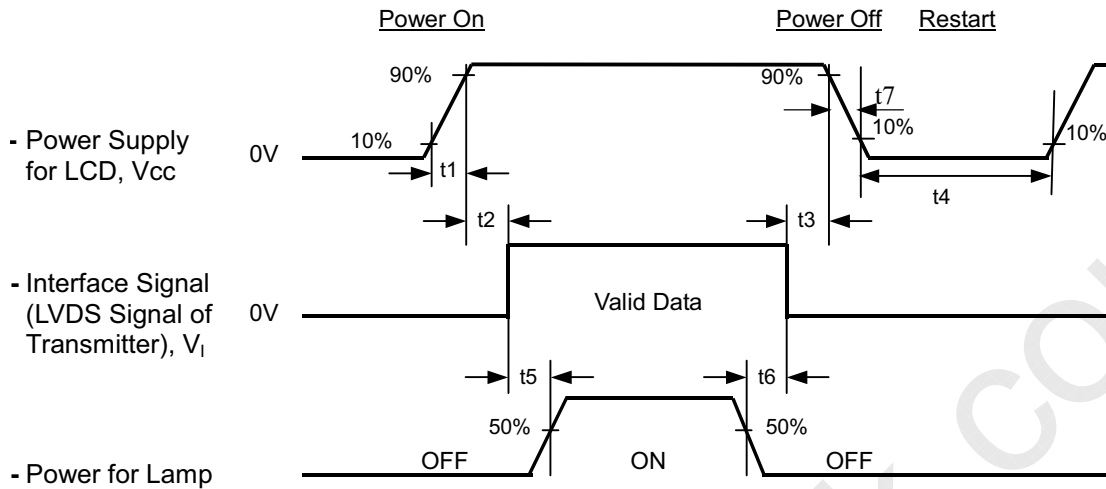 Power On
Power Off
Restart
90%
90%
t7
- Power Supply
for LCD, Vcc
0V
10%
10%
10%
t1
t4
t2
t3
- Interface Signal
(LVDS Signal of
Transmitter), VI
0V
Valid Data
t5
t6
50%
50%
- Power for Lamp
OFF
ON
OFF